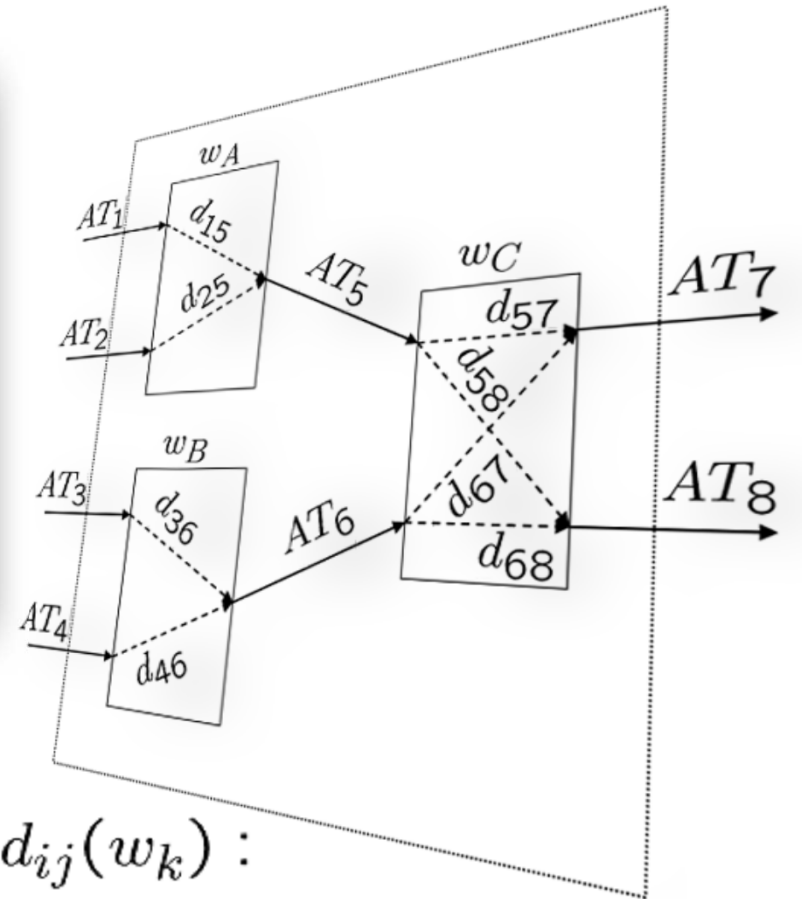 w_A
AT_1
d_15
AT_2
d_25
AT_5
w_C
d_57
AT_7
d_58
w_B
AT_3
d_36
AT_6
d_67
AT_8
d_68
AT_4
d_46
d_ij(w_k) :